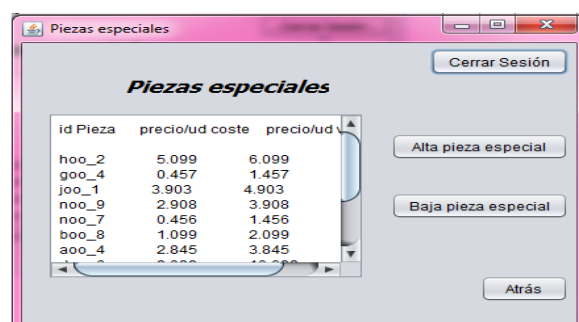 Piezas especiales
Cerrar Sesión
Piezas especiales
id Pieza precio/ud coste precio/ud
hoo_2 5.099 6.099
goo_4 0.457 1.457
joo_1 3.903 4.903
noo_9 2.908 3.908
noo_7 0.456 1.456
boo_8 1.099 2.099
aoo_4 2.845 3.845
Alta pieza especial
Baja pieza especial
Atrás